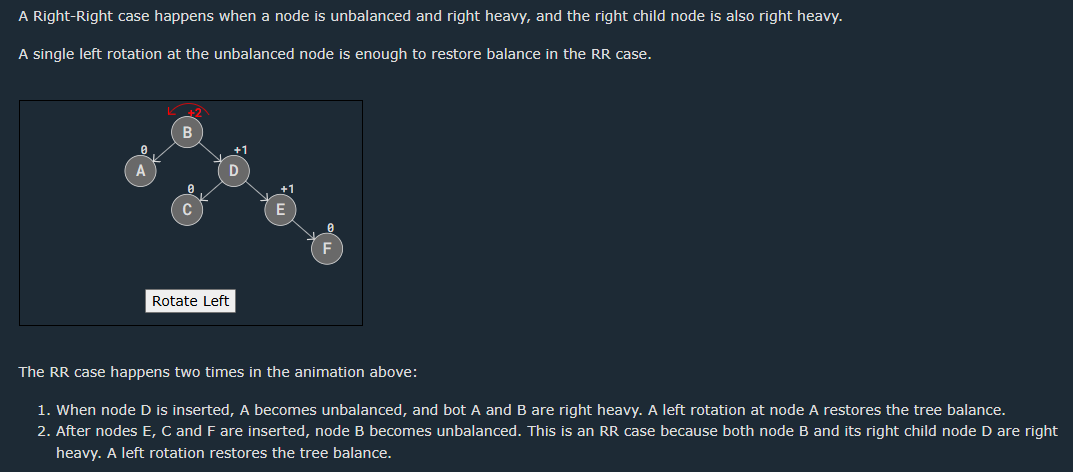 A Right-Right case happens when a node is unbalanced and right heavy, and the right child node is also right heavy.
A single left rotation at the unbalanced node is enough to restore balance in the RR case.
+2
B
0
+1
A
D
0
+1
C
E
0
F
Rotate Left
The RR case happens two times in the animation above:
1. When node D is inserted, A becomes unbalanced, and bot A and B are right heavy. A left rotation at node A restores the tree balance.
2. After nodes E, C and F are inserted, node B becomes unbalanced. This is an RR case because both node B and its right child node D are right
heavy. A left rotation restores the tree balance.